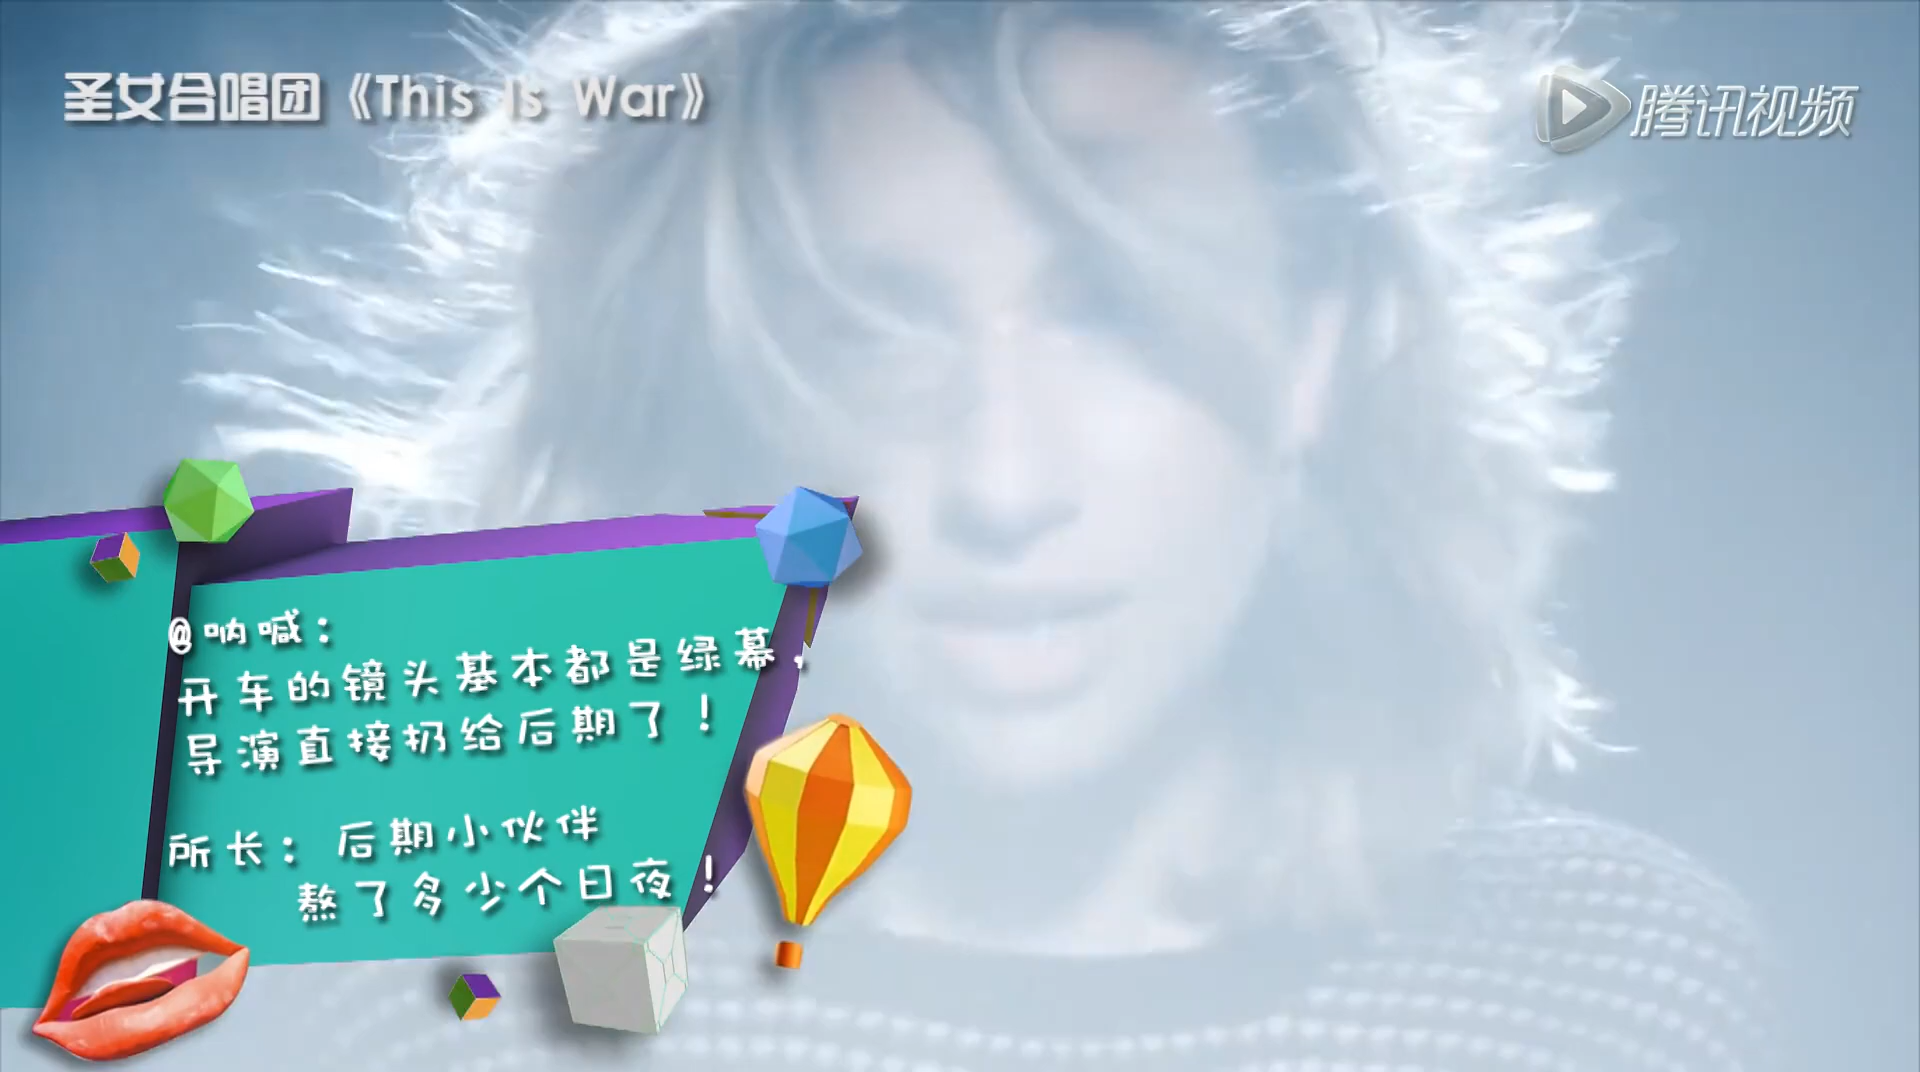 圣女合唱团《This Is War》
腾讯视频
@呐喊：
开车的镜头基本都是绿幕，
导演直接扔给后期了！
所长：后期小伙伴
熬了多少个日夜！